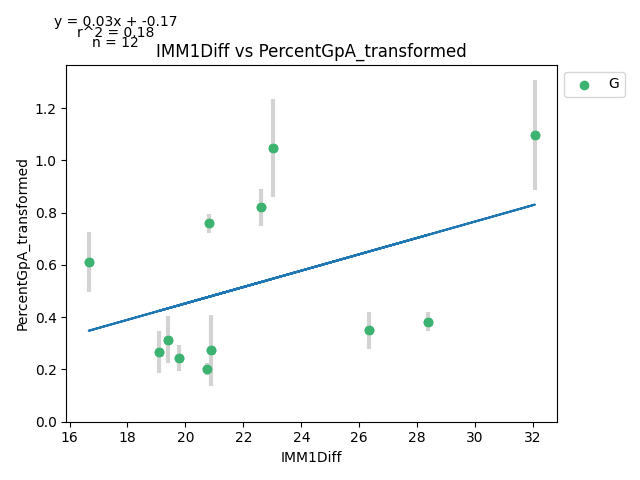 y = 0.03x + -0.17
r^2 = 0.18
n = 12
IMM1Diff vs PercentGpA_transformed
G
PercentGpA_transformed
1.2
1.0
0.8
0.6
0.4
0.2
0.0
16 18 20 22 24 26 28 30 32
IMM1Diff